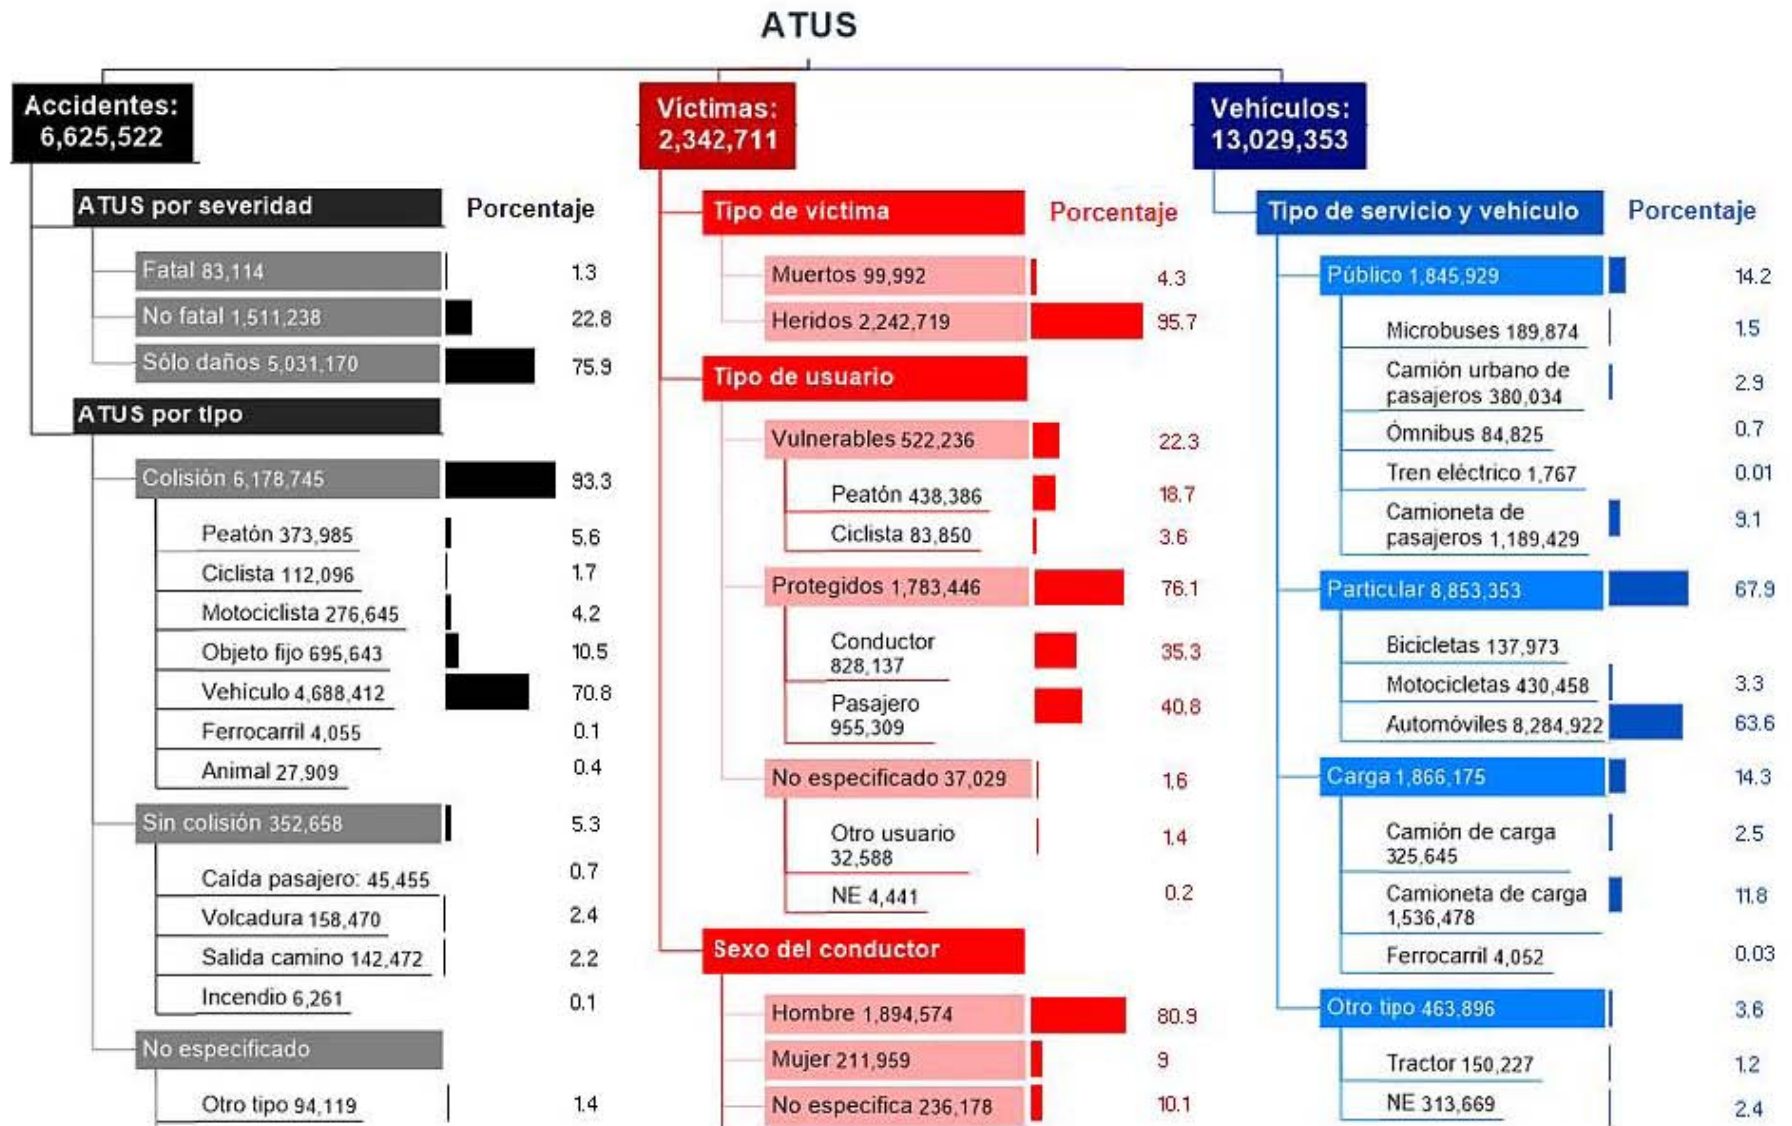 ATUS
Accidentes:
6,625,522
ATUS por severidad
Porcentaje
Fatal 83,114
1.3
No fatal 1,511,238
22.8
Sólo daños 5,031,170
75.9
ATUS por tipo
Colisión 6,178,745
93.3
Peatón 373,985
5.6
Ciclista 112,096
1.7
Motociclista 276,645
4.2
Objeto fijo 695,643
10.5
Vehículo 4,688,412
70.8
Ferrocarril 4,055
0.1
Animal 27,909
0.4
Sin colisión 352,658
5.3
Caída pasajero: 45,455
0.7
Volcadura 158,470
2.4
Salida camino 142,472
2.2
Incendio 6,261
0.1
No especificado
Otro tipo 94,119
1.4
Víctimas:
2,342,711
Tipo de víctima
Porcentaje
Muertos 99,992
4.3
Heridos 2,242,719
95.7
Tipo de usuario
Vulnerables 522,236
22.3
Peatón 438,386
18.7
Ciclista 83,850
3.6
Protegidos 1,783,446
76.1
Conductor
828,137
35.3
Pasajero
955,309
40.8
No especificado 37,029
1.6
Otro usuario
32,588
1.4
NE 4,441
0.2
Sexo del conductor
Hombre 1,894,574
80.9
Mujer 211,959
9
No especifica 236,178
10.1
Vehículos:
13,029,353
Tipo de servicio y vehículo
Porcentaje
Público 1,845,929
14.2
Microbuses 189,874
1.5
Camión urbano de
pasajeros 380,034
2.9
Ómnibus 84,825
0.7
Tren eléctrico 1,767
0.01
Camioneta de
pasajeros 1,189,429
9.1
Particular 8,853,353
67.9
Bicicletas 137,973
Motocicletas 430,458
3.3
Automóviles 8,284,922
63.6
Carga 1,866,175
14.3
Camión de carga
325,645
2.5
Camioneta de carga
1,536,478
11.8
Ferrocarril 4,052
0.03
Otro tipo 463,896
3.6
Tractor 150,227
1.2
NE 313,669
2.4